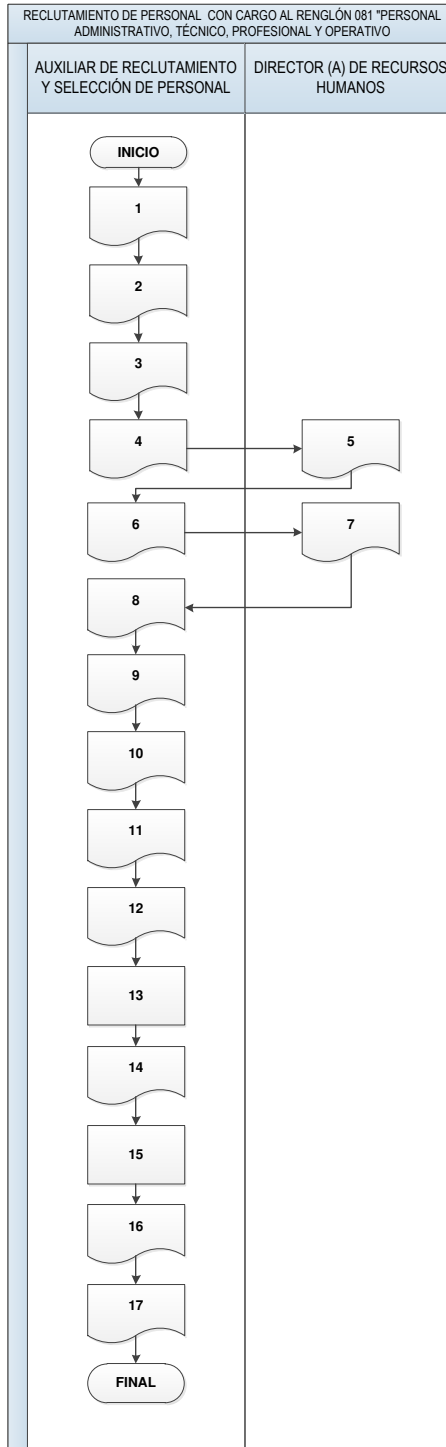 RECLUTAMIENTO DE PERSONAL CON CARGO AL RENGLÓN 081 "PERSONAL
ADMINISTRATIVO, TÉCNICO, PROFESIONAL Y OPERATIVO
AUXILIAR DE RECLUTAMIENTO
Y SELECCIÓN DE PERSONAL
DIRECTOR (A) DE RECURSOS
HUMANOS
INICIO
1
2
3
4
5
6
7
8
9
10
11
12
13
14
15
16
17
FINAL